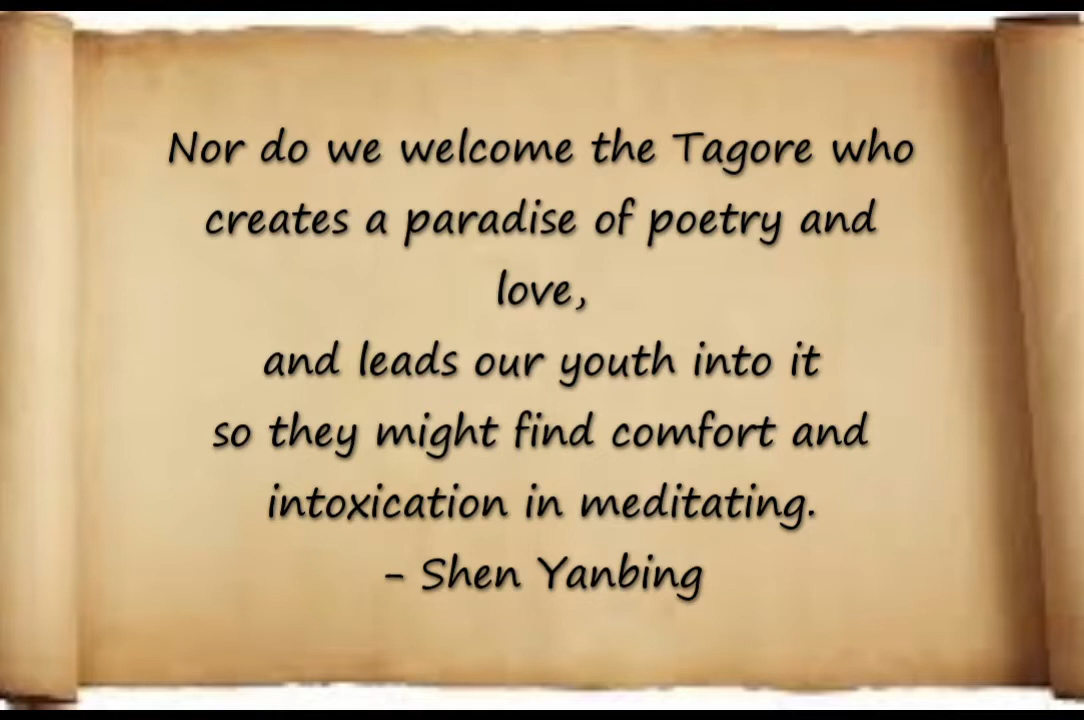 Nor do we welcome the Tagore who
creates a paradise of poetry and
love,
and leads our youth into it
so they might find comfort and
intoxication in meditating.
- Shen Yanbing